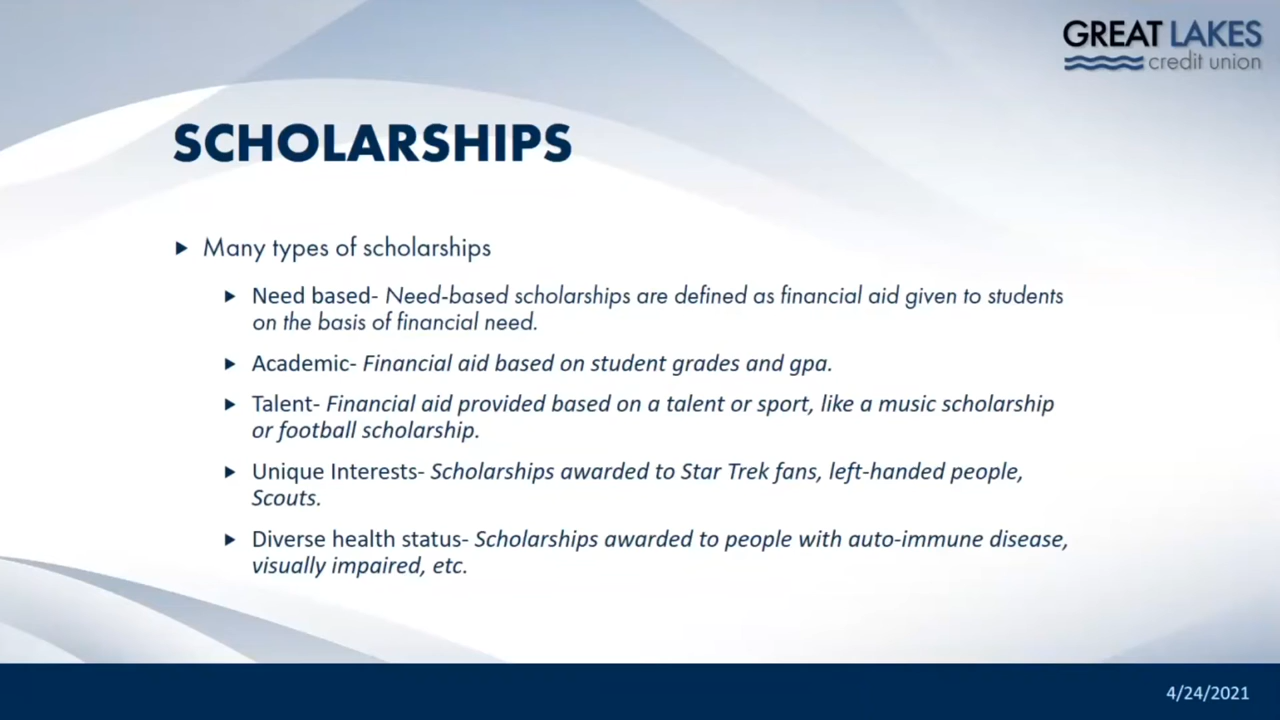 GREAT LAKES
credit union
SCHOLARSHIPS
Many types of scholarships
Need based- Need-based scholarships are defined as financial aid given to students
on the basis of financial need.
Academic- Financial aid based on student grades and gpa.
Talent- Financial aid provided based on a talent or sport, like a music scholarship
or football scholarship.
Unique Interests- Scholarships awarded to Star Trek fans, left-handed people,
Scouts.
Diverse health status- Scholarships awarded to people with auto-immune disease,
visually impaired, etc.
4/24/2021